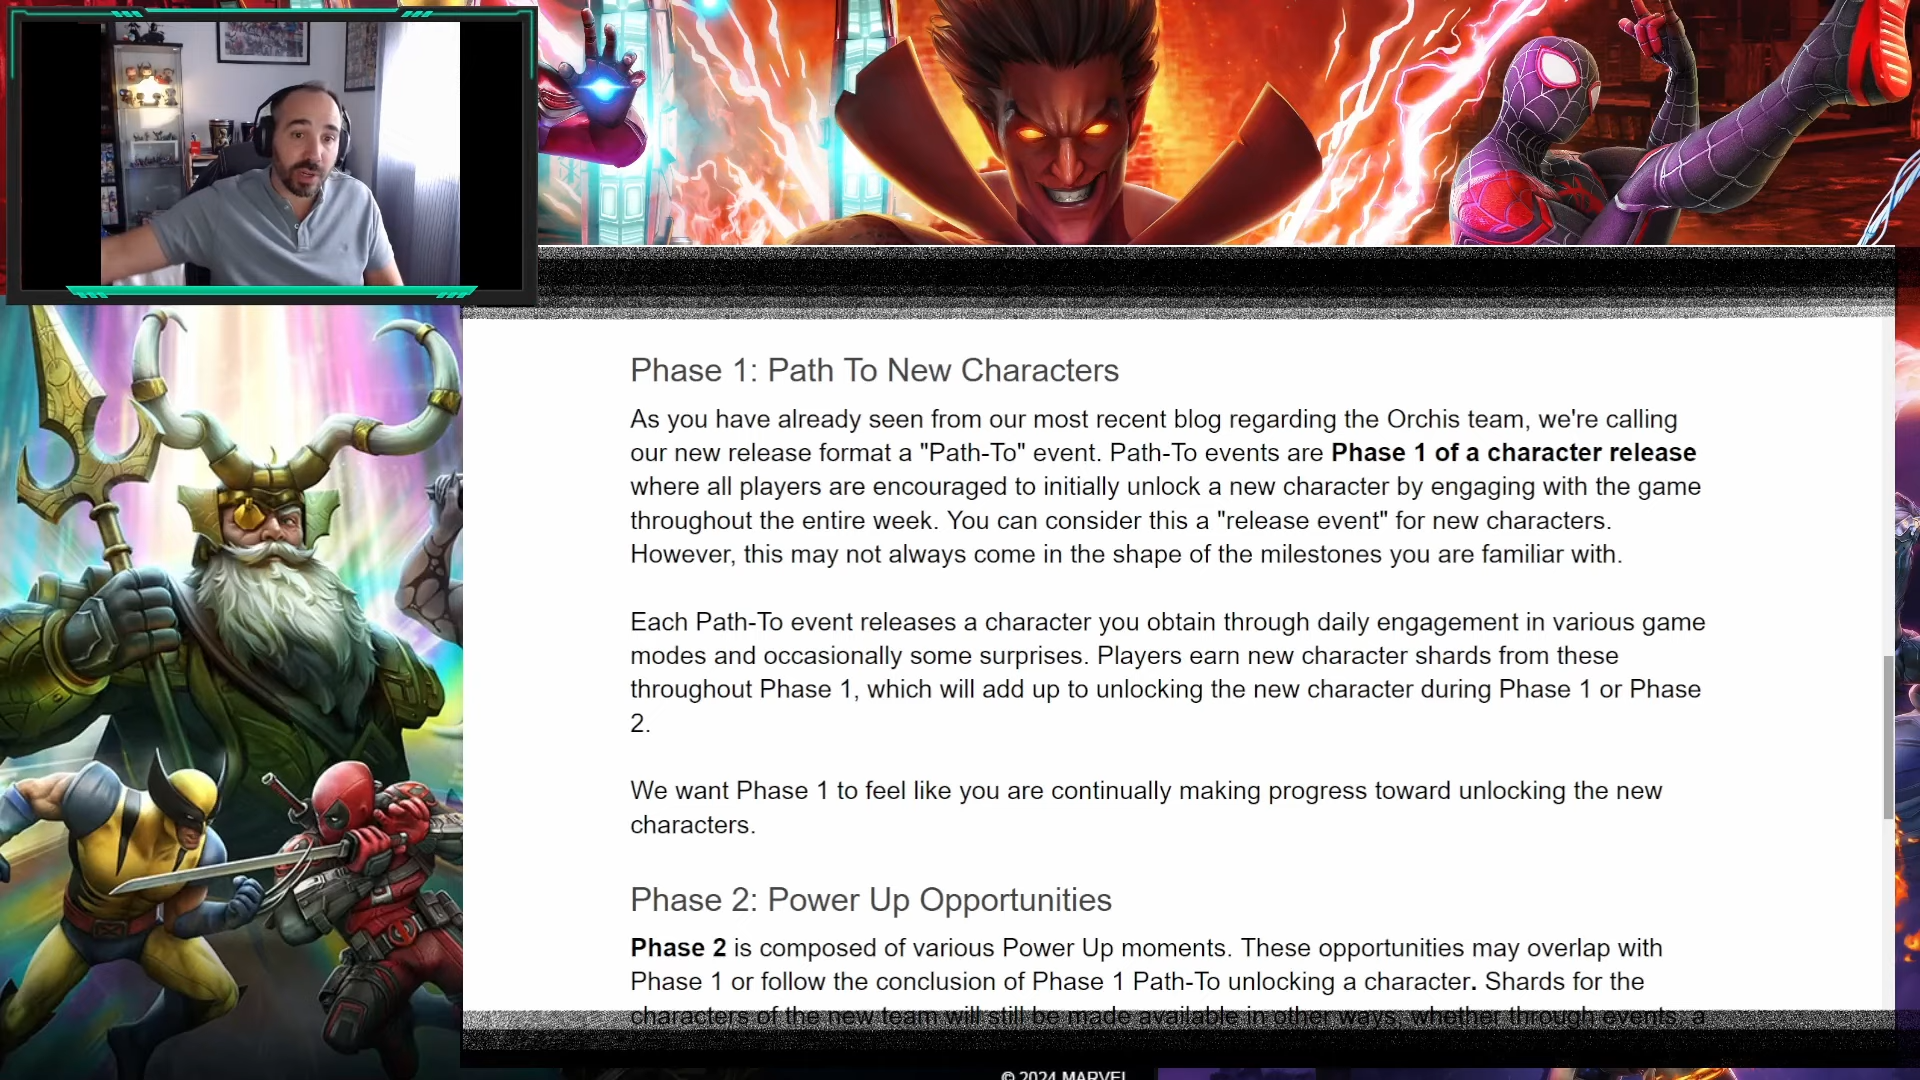 Phase 1: Path To New Characters
As you have already seen from our most recent blog regarding the Orchis team, we're calling
our new release format a "Path-To" event. Path-To events are Phase 1 of a character release
where all players are encouraged to initially unlock a new character by engaging with the game
throughout the entire week. You can consider this a "release event" for new characters.
However, this may not always come in the shape of the milestones you are familiar with.
Each Path-To event releases a character you obtain through daily engagement in various game
modes and occasionally some surprises. Players earn new character shards from these
throughout Phase 1, which will add up to unlocking the new character during Phase 1 or Phase
2.
We want Phase 1 to feel like you are continually making progress toward unlocking the new
characters.
Phase 2: Power Up Opportunities
Phase 2 is composed of various Power Up moments. These opportunities may overlap with
Phase 1 or follow the conclusion of Phase 1 Path-To unlocking a character. Shards for the
characters of the new team will still be made available in other ways, whether through events, a
© 2024 MARVEL